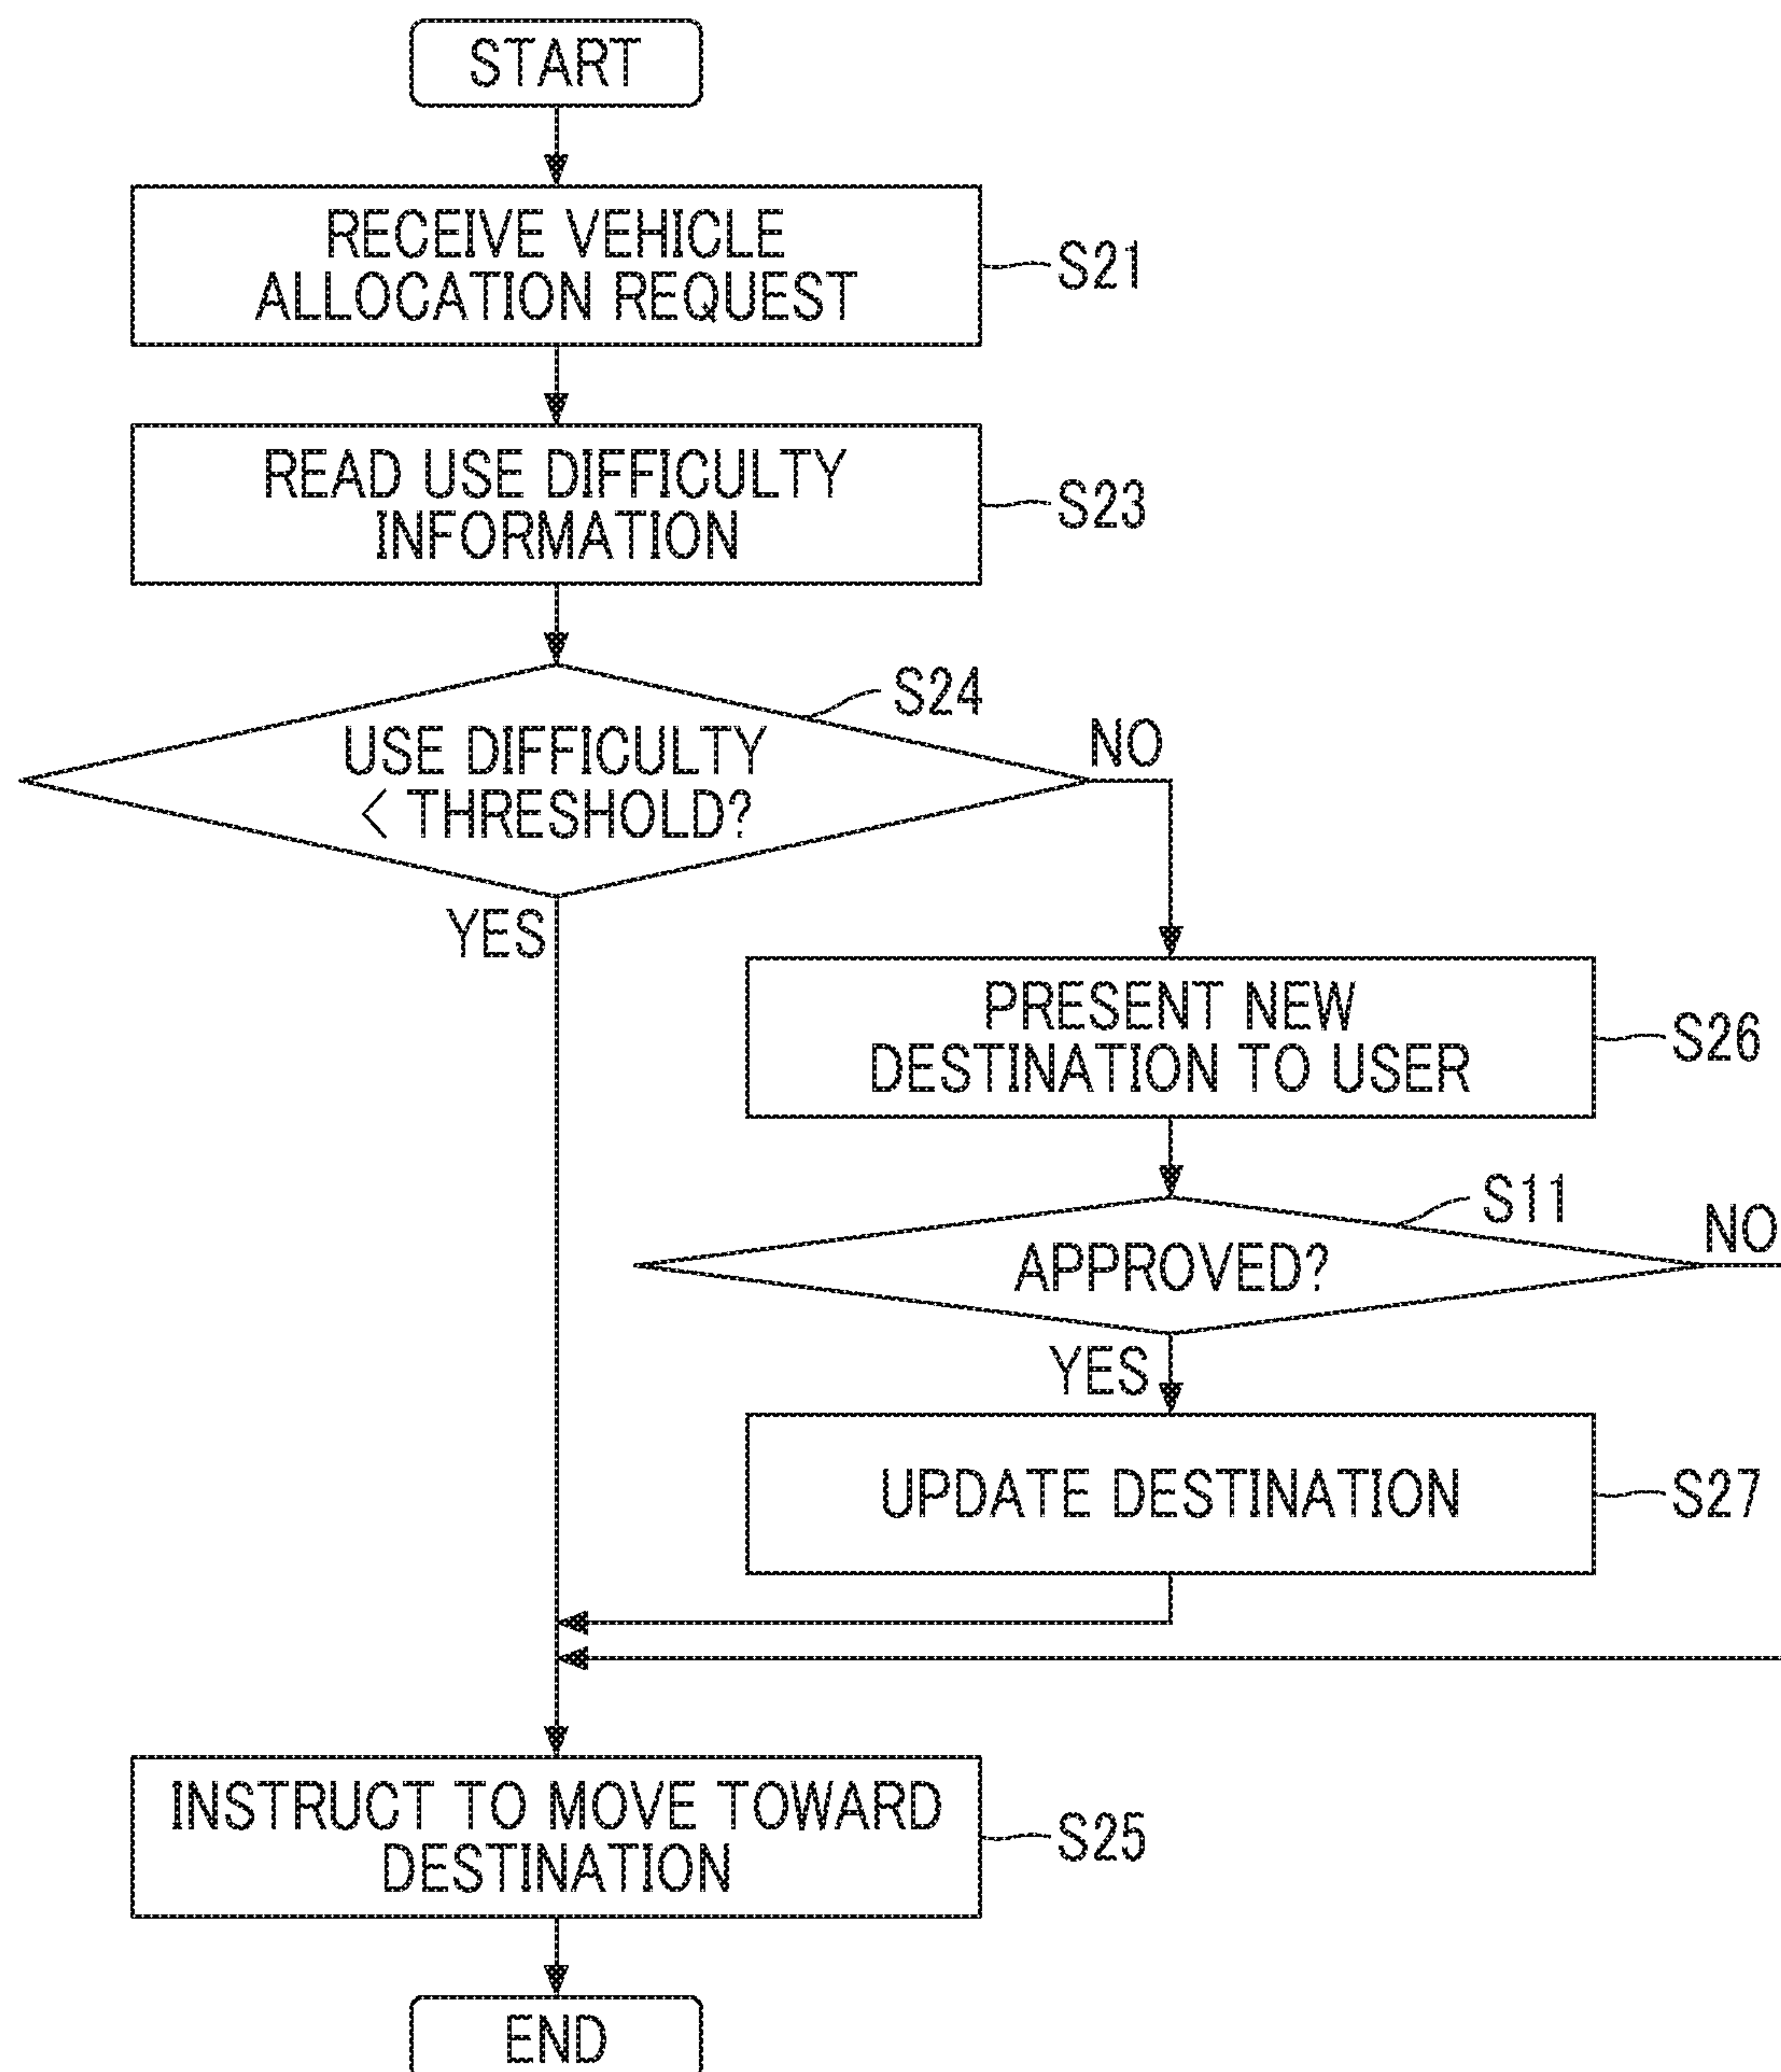 START
RECEIVE VEHICLE
ALLOCATION REQUEST
S21
READ USE DIFFICULTY
INFORMATION
S23
S24
USE DIFFICULTY
< THRESHOLD?
NO
YES
PRESENT NEW
DESTINATION TO USER
S26
S11
APPROVED?
NO
YES
UPDATE DESTINATION
S27
INSTRUCT TO MOVE TOWARD
DESTINATION
S25
END